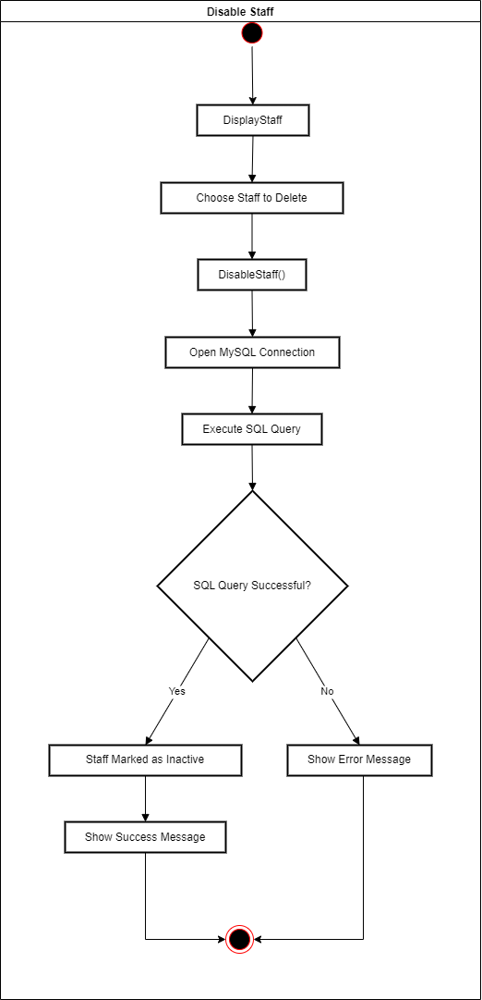 Disable Staff
DisplayStaff
Choose Staff to Delete
DisableStaff()
Open MySQL Connection
Execute SQL Query
SQL Query Successful?
Yes
No
Staff Marked as Inactive
Show Error Message
Show Success Message